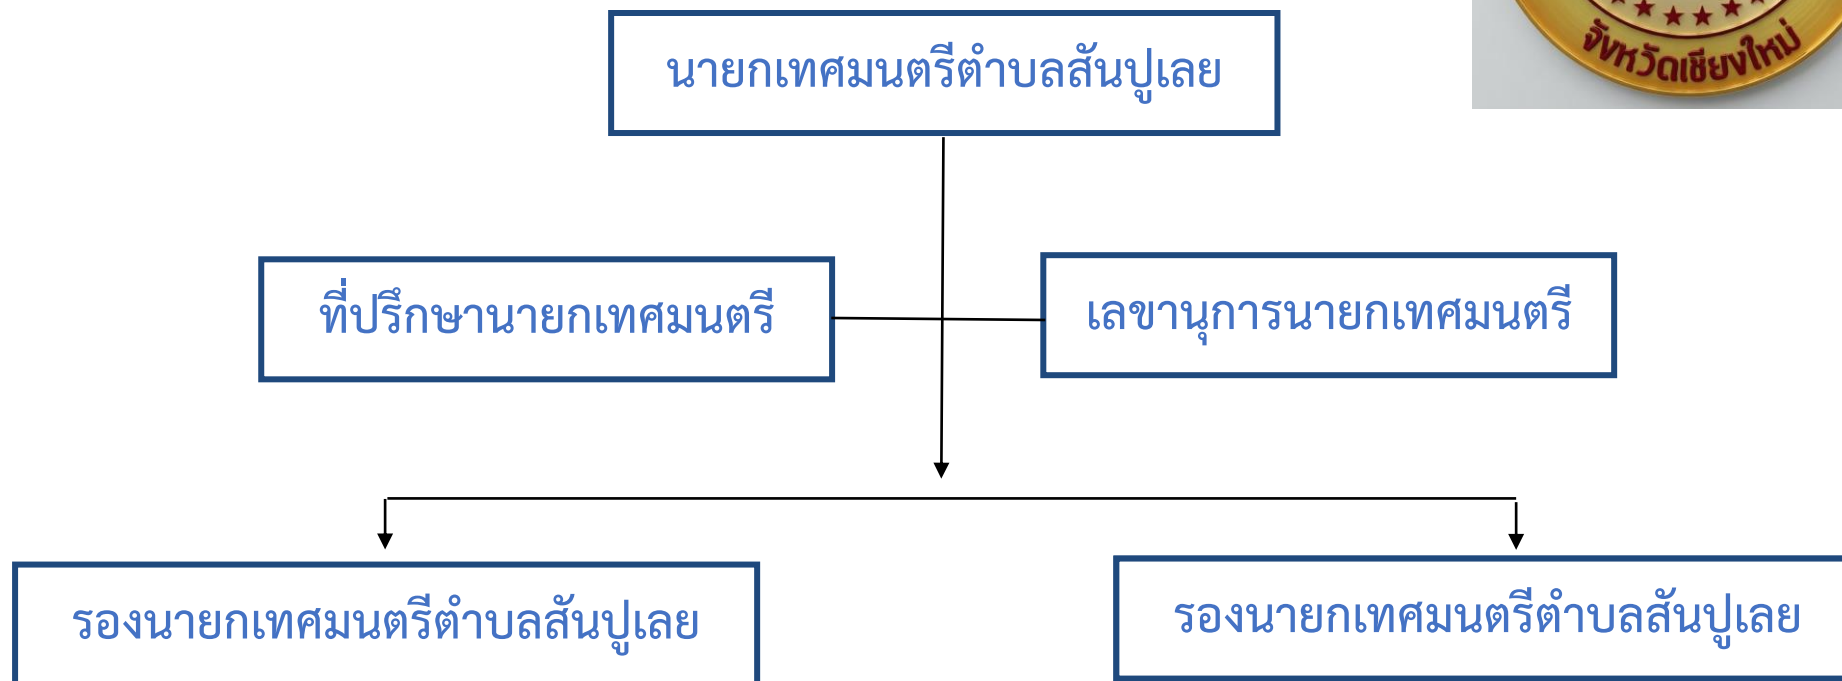 จังหวัดเชียงใหม่
นายกเทศมนตรีตำบลสันปูเลย
ที่ปรึกษานายกเทศมนตรี
เลขานุการนายกเทศมนตรี
รองนายกเทศมนตรีตำบลสันปูเลย
รองนายกเทศมนตรีตำบลสันปูเลย